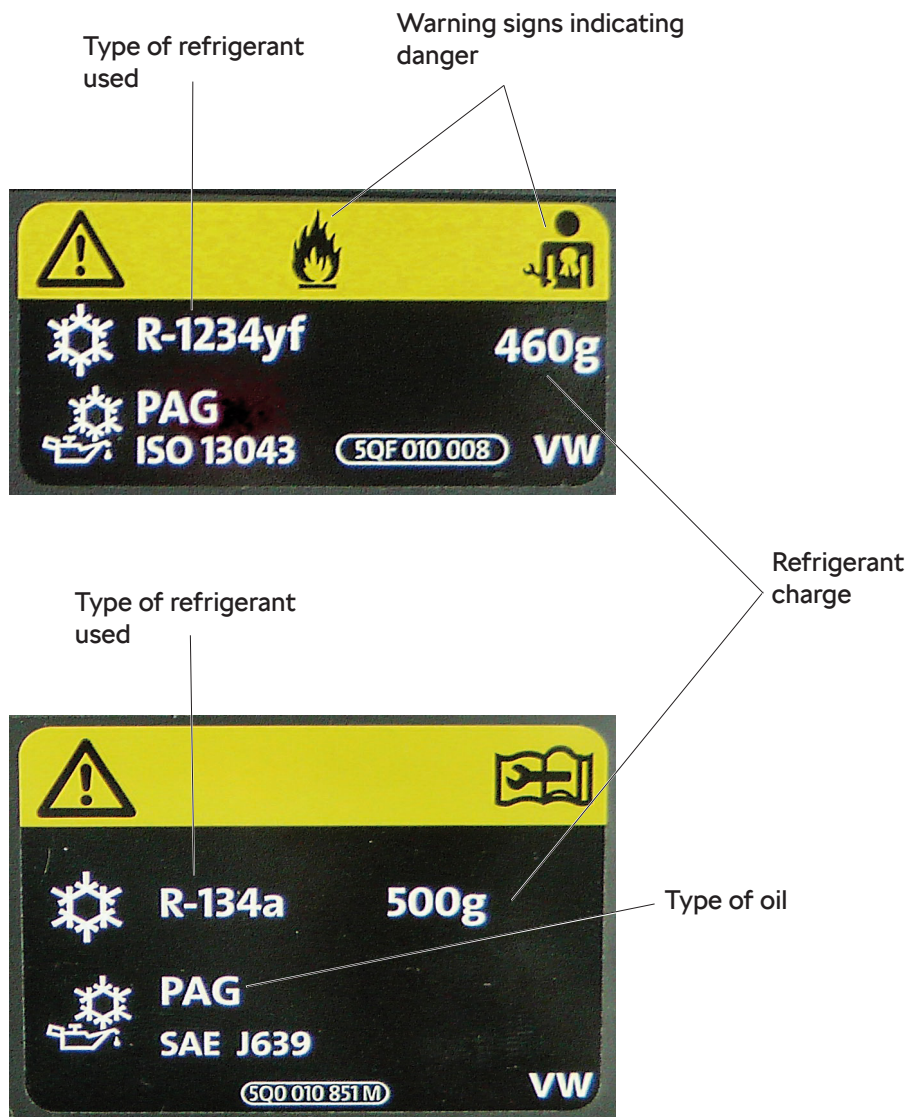 Type of refrigerant
used
Warning signs indicating
danger
R-1234yf
460g
PAG
ISO 13043
5QF 010 008
VW
Refrigerant
charge
Type of refrigerant
used
R-134a
500g
Type of oil
PAG
SAE J639
5Q0 010 851 M
VW